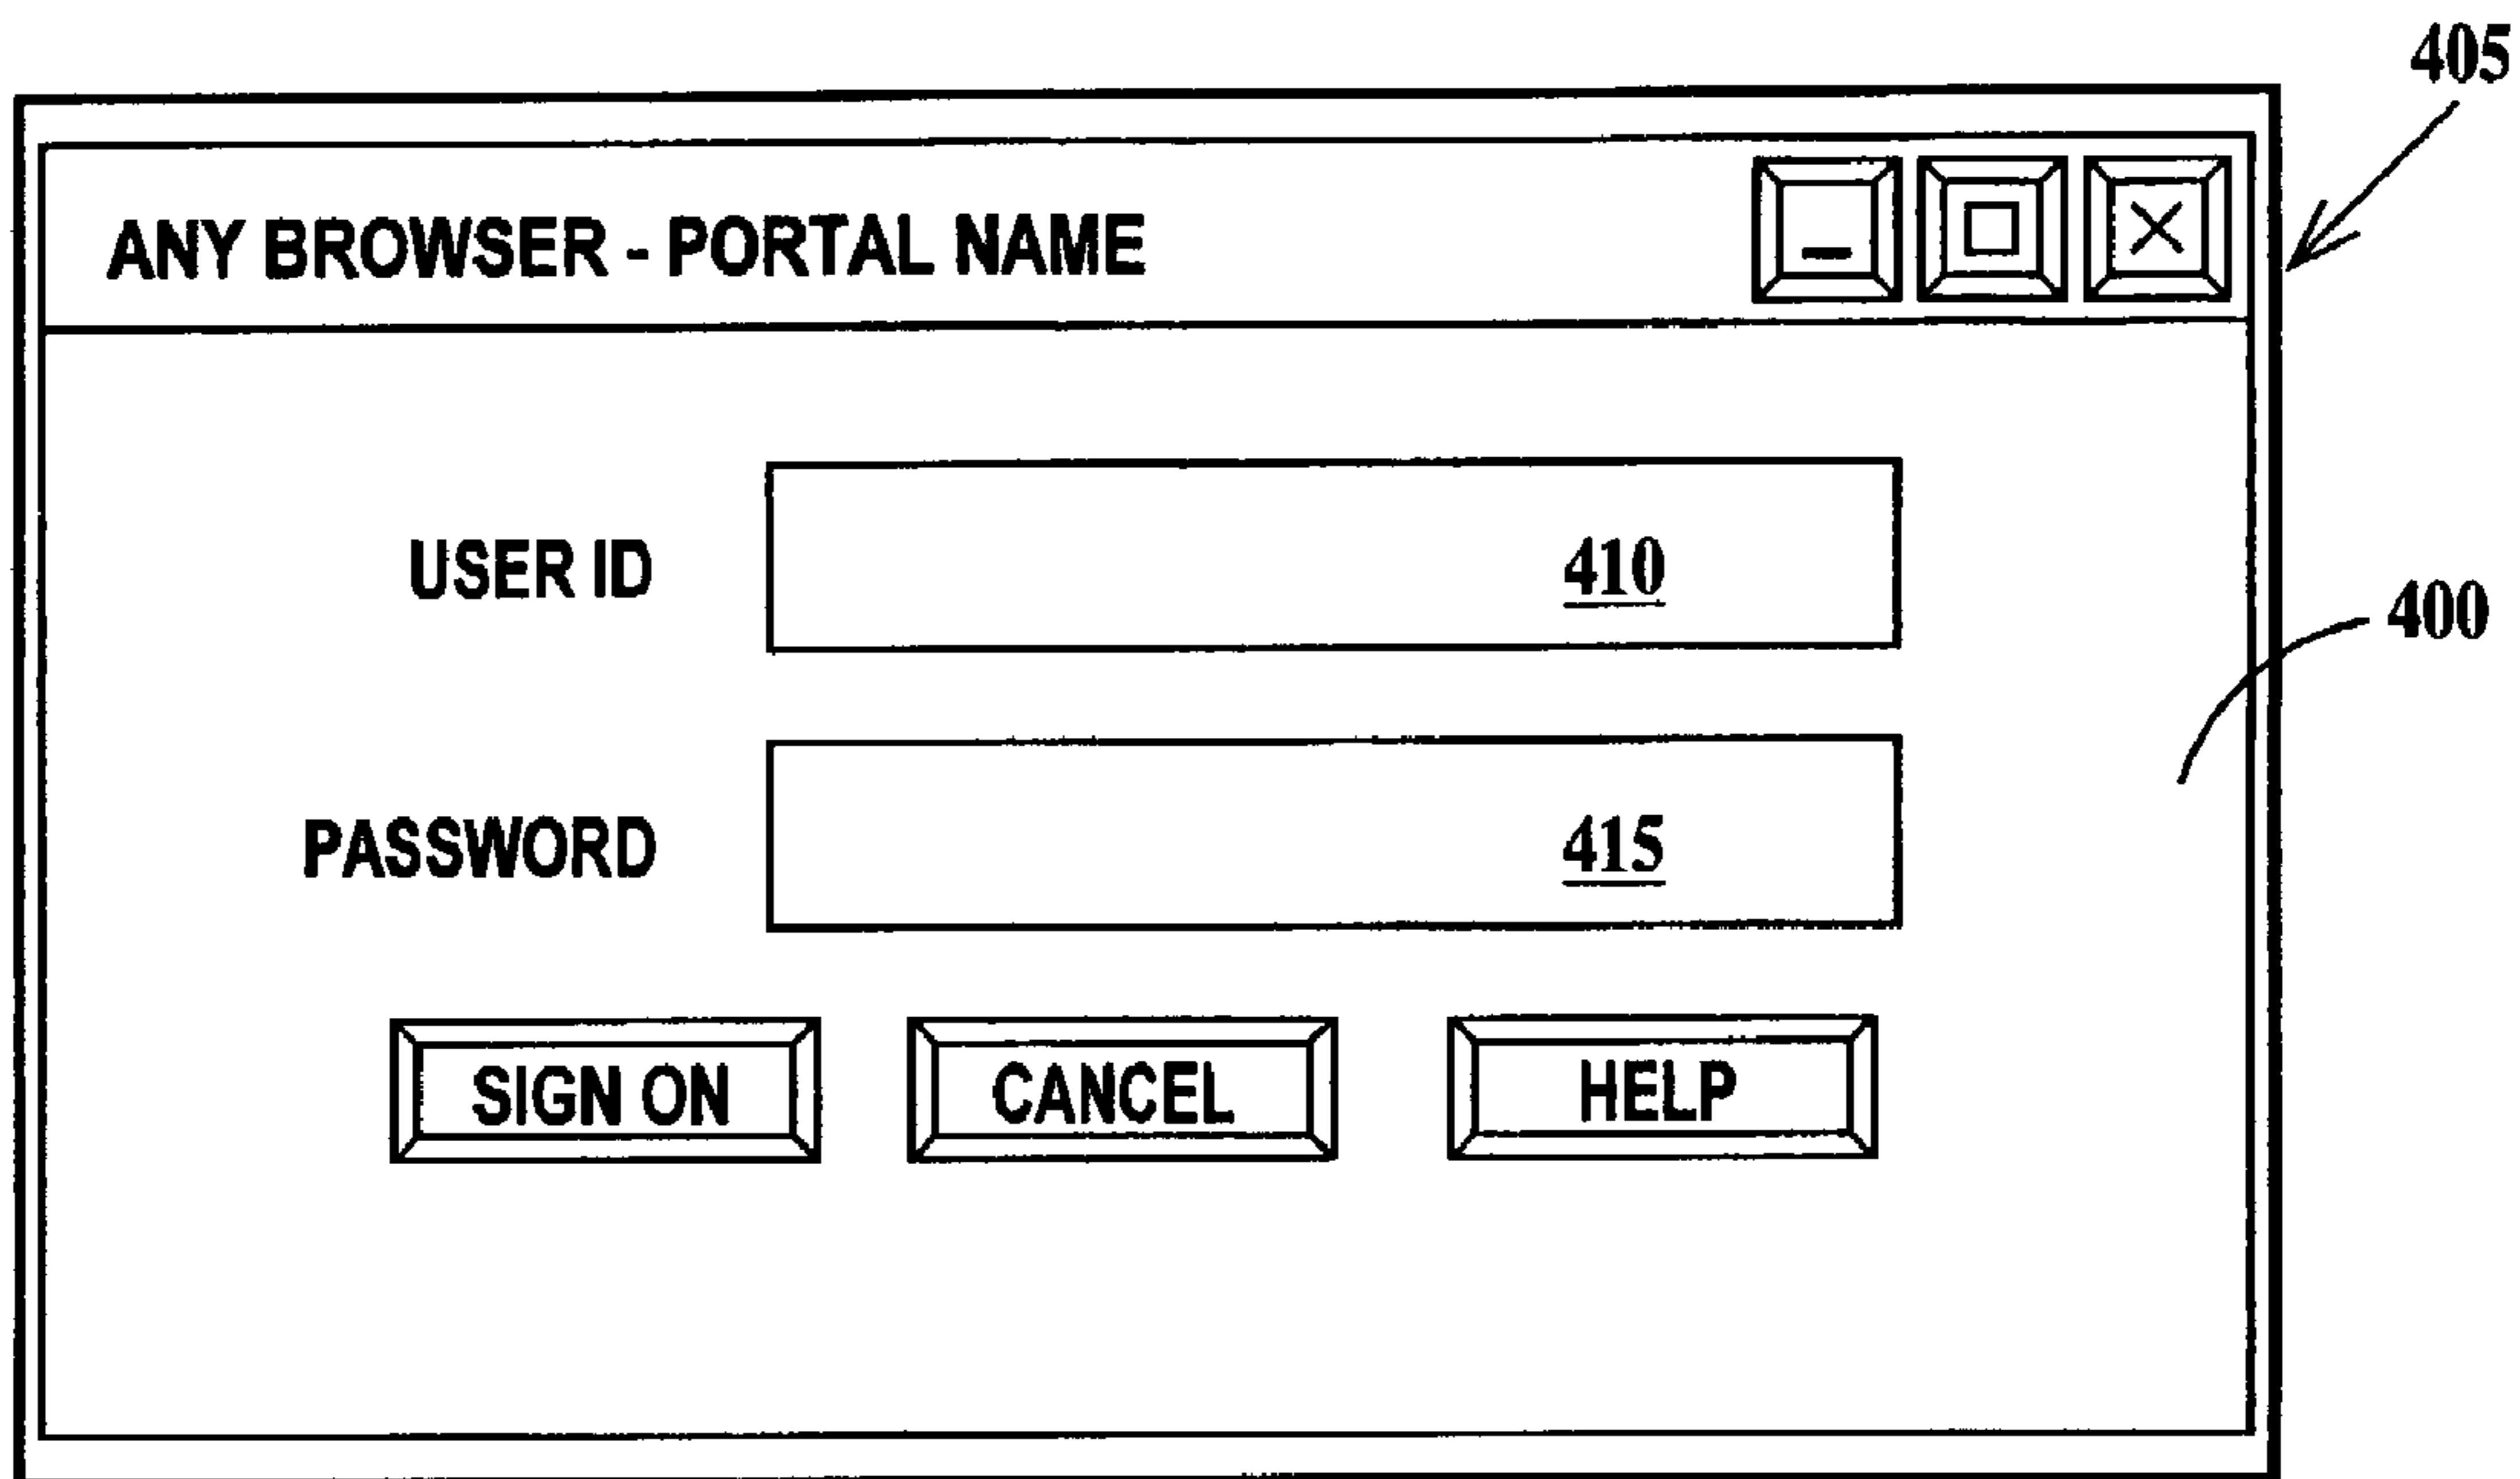 405
ANY BROWSER - PORTAL NAME
USER ID 410
400
PASSWORD 415
SIGN ON CANCEL HELP